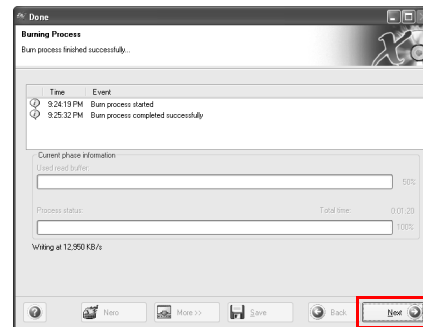 Done
Burning Process
Burn process finished successfully...
Time Event
9:24:19 PM Burn process started
9:25:32 PM Burn process completed successfully
Current phase information
Used read buffer:
50%
Process status: Total time: 0:01:20
100%
Writing at 12,950 KB/s
Nero More >> Save Back Next